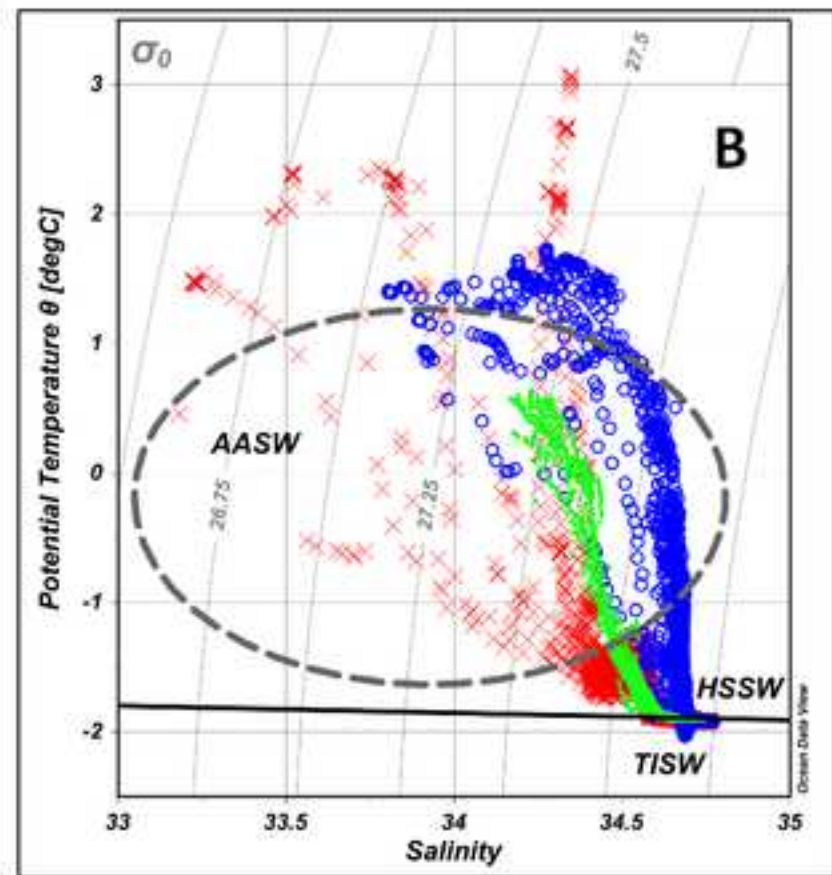 σ0
27.5
3
B
2
Potential Temperature θ [degC]
1
AASW
0
26.75
27.25
-1
HSSW
-2
TISW
Ocean Data View
33
33.5
34
34.5
35
Salinity